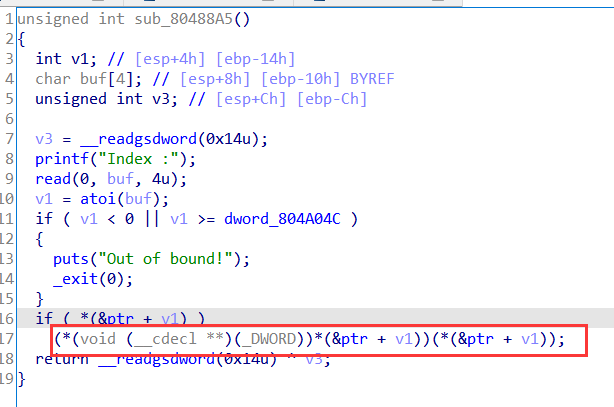 1 unsigned int sub_80488A5()
2 {
3 int v1; // [esp+4h] [ebp-14h]
4 char buf[4]; // [esp+8h] [ebp-10h] BYREF
5 unsigned int v3; // [esp+Ch] [ebp-Ch]
6
7 v3 = __readgsdword(0x14u);
8 printf("Index :");
9 read(0, buf, 4u);
10 v1 = atoi(buf);
11 if ( v1 < 0 || v1 >= dword_804A04C )
12 {
13 puts("Out of bound!");
14 _exit(0);
15 }
16 if ( *(&ptr + v1) )
17 (*(void (__cdecl **)(_DWORD))*(&ptr + v1))(*(&ptr + v1));
18 return __readgsdword(0x14u) ^ v3;
19 }